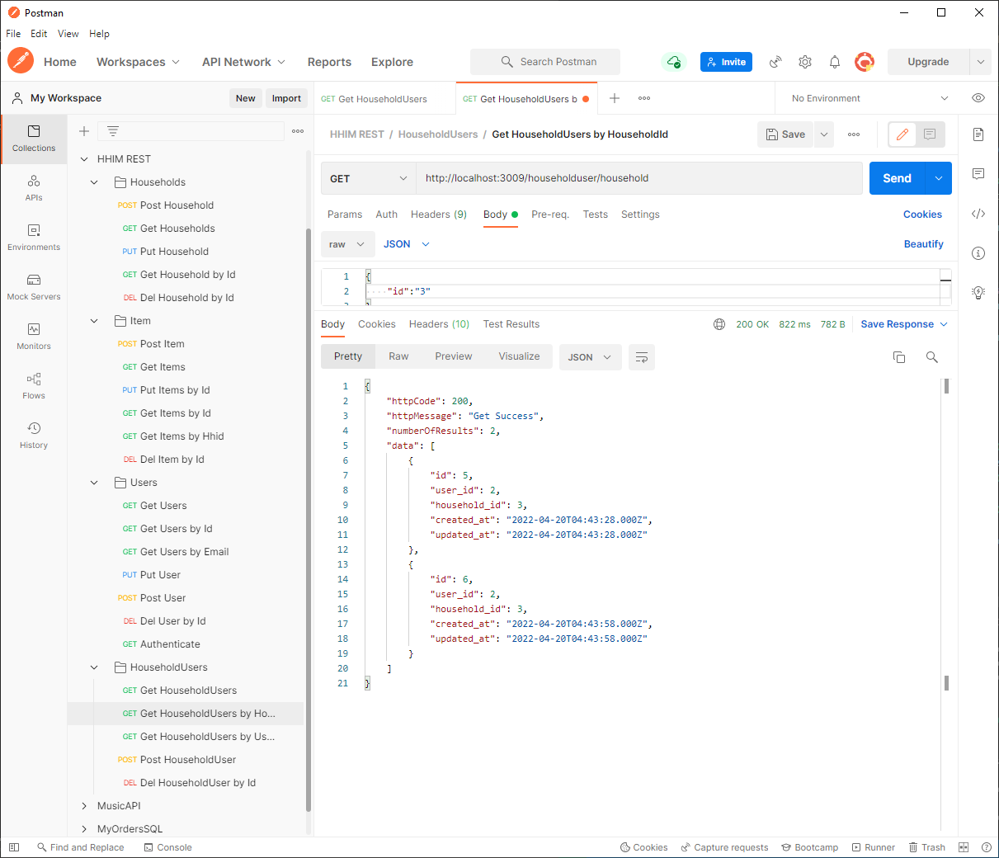 Postman
File Edit View Help
Home Workspaces API Network Reports Explore Search Postman Invite Upgrade
My Workspace New Import GET Get HouseholdUsers GET Get HouseholdUsers b No Environment
Collections
APIs
Environments
Mock Servers
Monitors
Flows
History
HHIM REST
Households
POST Post Household
GET Get Households
PUT Put Household
GET Get Household by Id
DEL Del Household by Id
Item
POST Post Item
GET Get Items
PUT Put Items by Id
GET Get Items by Id
GET Get Items by Hhid
DEL Del Item by Id
Users
GET Get Users
GET Get Users by Id
GET Get Users by Email
PUT Put User
POST Post User
DEL Del User by Id
GET Authenticate
HouseholdUsers
GET Get HouseholdUsers
GET Get HouseholdUsers by Ho...
GET Get HouseholdUsers by Us...
POST Post HouseholdUser
DEL Del HouseholdUser by Id
MusicAPI
MyOrdersSQL
HHIM REST / HouseholdUsers / Get HouseholdUsers by HouseholdId Save
GET http://localhost:3009/householduser/household Send
Params Auth Headers (9) Body Pre-req. Tests Settings Cookies
raw JSON Beautify
1 {
2 "id":"3"
3 }
Body Cookies Headers (10) Test Results 200 OK 822 ms 782 B Save Response
Pretty Raw Preview Visualize JSON
1 {
2 "httpCode": 200,
3 "httpMessage": "Get Success",
4 "numberOfResults": 2,
5 "data": [
6 {
7 "id": 5,
8 "user_id": 2,
9 "household_id": 3,
10 "created_at": "2022-04-20T04:43:28.000Z",
11 "updated_at": "2022-04-20T04:43:28.000Z"
12 },
13 {
14 "id": 6,
15 "user_id": 2,
16 "household_id": 3,
17 "created_at": "2022-04-20T04:43:58.000Z",
18 "updated_at": "2022-04-20T04:43:58.000Z"
19 }
20 ]
21 }
Find and Replace Console Cookies Capture requests Bootcamp Runner Trash